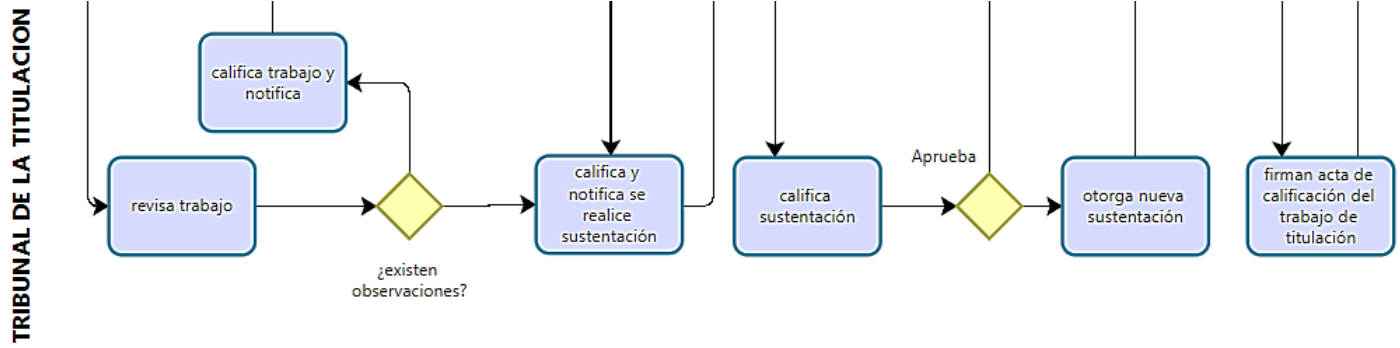 TRIBUNAL DE LA TITULACION
califica trabajo y
notifica
revisa trabajo
¿existen
observaciones?
califica y
notifica se
realice
sustentación
califica
sustentación
Aprueba
otorga nueva
sustentación
firman acta de
calificación del
trabajo de
titulación